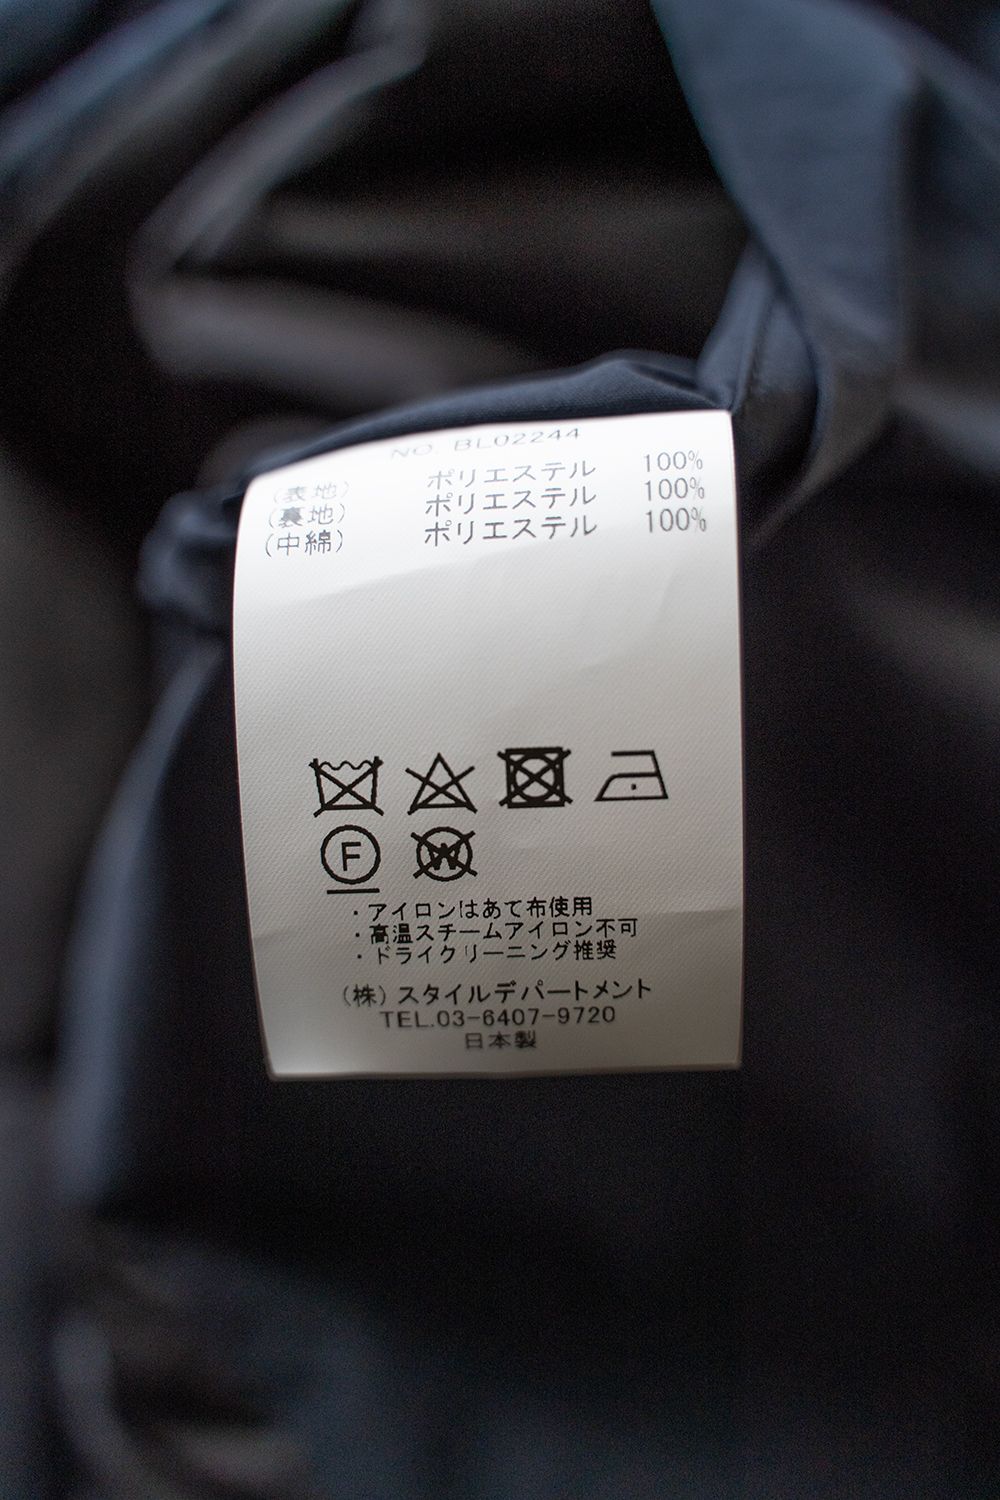 NO. BL02244
(表地) ポリエステル 100%
(裏地) ポリエステル 100%
(中綿) ポリエステル 100%
F W
・アイロンはあて布使用
・高温スチームアイロン不可
・ドライクリーニング推奨
(株) スタイルデパートメント
TEL.03-6407-9720
日本製